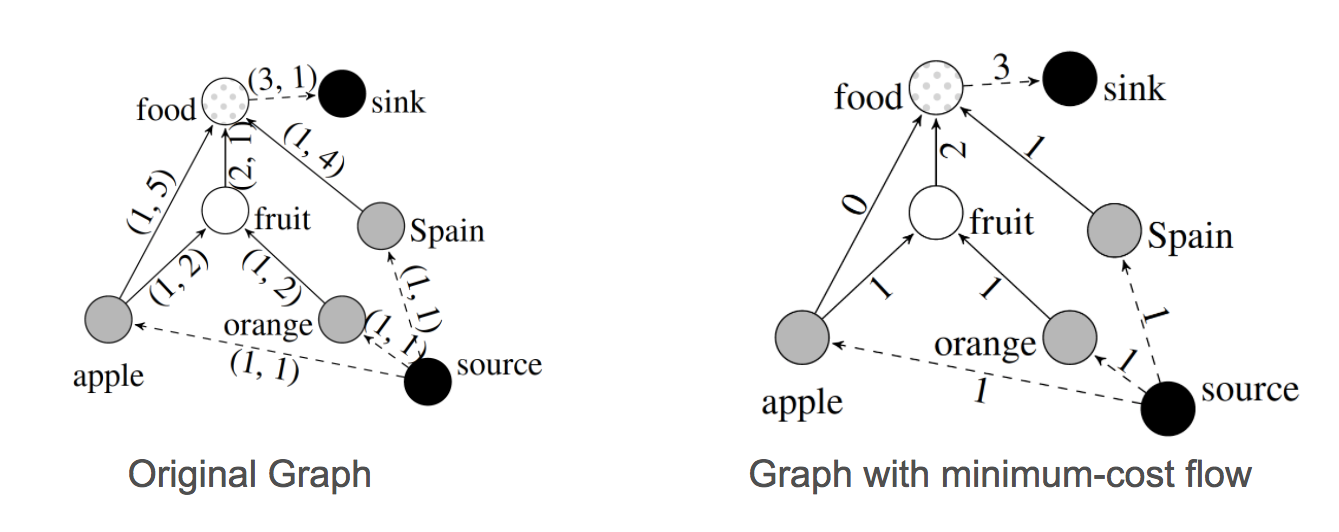 (3, 1)
food
sink
(1, 4)
(2, 1)
(1, 5)
fruit
Spain
(1, 2)
(1, 2)
(1, 1)
orange
(1, 1)
(1, 1)
source
apple
Original Graph
3
food
sink
1
2
0
fruit
Spain
1
1
1
orange
1
1
source
apple
Graph with minimum-cost flow